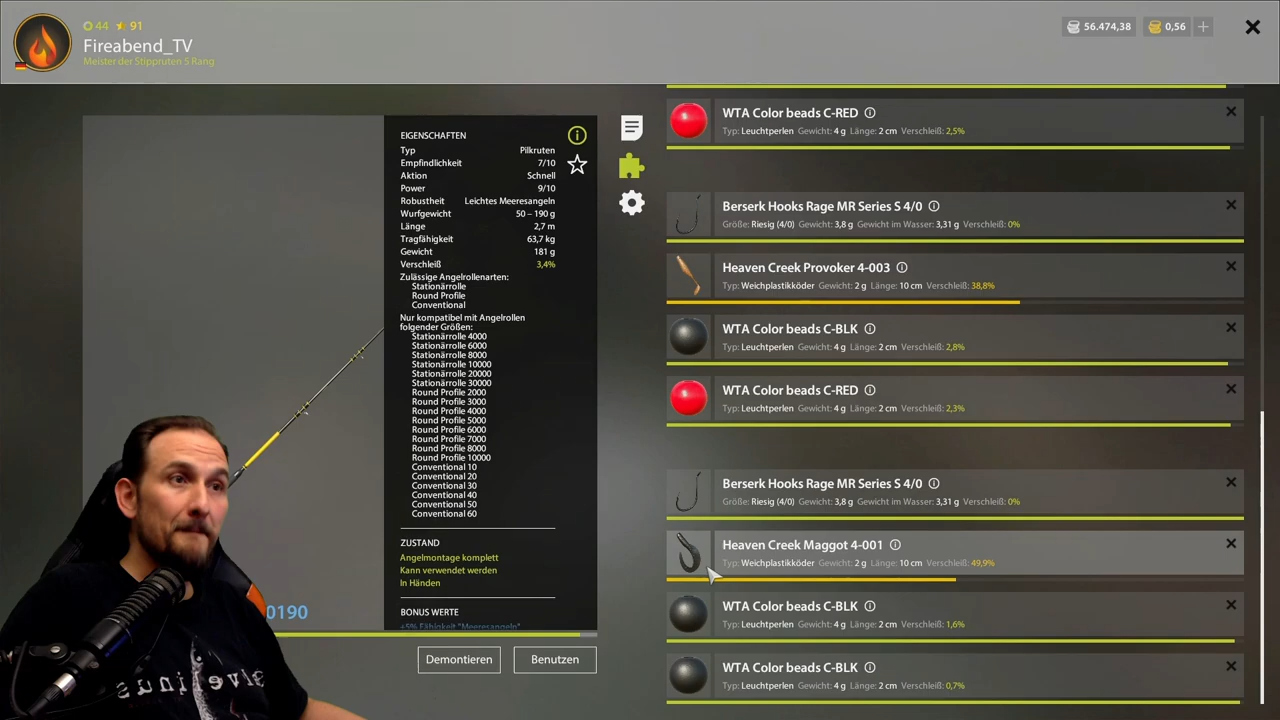 44 91
Fireabend_TV
Meister der Stippruten S Rang
56.474,38 0,56
EIGENSCHAFTEN
Typ Pilkruten
Empfindlichkeit 7/10
Aktion Schnell
Power 9/10
Robustheit Leichtes Meeresangeln
Wurfgewicht 50 – 190 g
Länge 2,7 m
Tragfähigkeit 63,7 kg
Gewicht 181 g
Verschleiß 3,4%
Zulässige Angelrollenarten:
Stationärrolle
Round Profile
Conventional
Nur kompatibel mit Angelrollen
folgender Größen:
Stationärrolle 4000
Stationärrolle 6000
Stationärrolle 8000
Stationärrolle 10000
Stationärrolle 20000
Stationärrolle 30000
Round Profile 2000
Round Profile 3000
Round Profile 4000
Round Profile 5000
Round Profile 6000
Round Profile 7000
Round Profile 8000
Round Profile 10000
Conventional 10
Conventional 20
Conventional 30
Conventional 40
Conventional 50
Conventional 60
ZUSTAND
Angelmontage komplett
Kann verwendet werden
In Händen
BONUS WERTE
+5% Fähigkeit "Meeresangeln"
0190
Demontieren Benutzen
WTA Color beads C-RED
Typ: Leuchtperlen Gewicht: 4 g Länge: 2 cm Verschleiß: 2,5%
Berserk Hooks Rage MR Series S 4/0
Größe: Riesig (4/0) Gewicht: 3,8 g Gewicht im Wasser: 3,31 g Verschleiß: 0%
Heaven Creek Provoker 4-003
Typ: Weichplastikköder Gewicht: 2 g Länge: 10 cm Verschleiß: 38,8%
WTA Color beads C-BLK
Typ: Leuchtperlen Gewicht: 4 g Länge: 2 cm Verschleiß: 2,8%
WTA Color beads C-RED
Typ: Leuchtperlen Gewicht: 4 g Länge: 2 cm Verschleiß: 2,3%
Berserk Hooks Rage MR Series S 4/0
Größe: Riesig (4/0) Gewicht: 3,8 g Gewicht im Wasser: 3,31 g Verschleiß: 0%
Heaven Creek Maggot 4-001
Typ: Weichplastikköder Gewicht: 2 g Länge: 10 cm Verschleiß: 49,9%
WTA Color beads C-BLK
Typ: Leuchtperlen Gewicht: 4 g Länge: 2 cm Verschleiß: 1,6%
WTA Color beads C-BLK
Typ: Leuchtperlen Gewicht: 4 g Länge: 2 cm Verschleiß: 0,7%